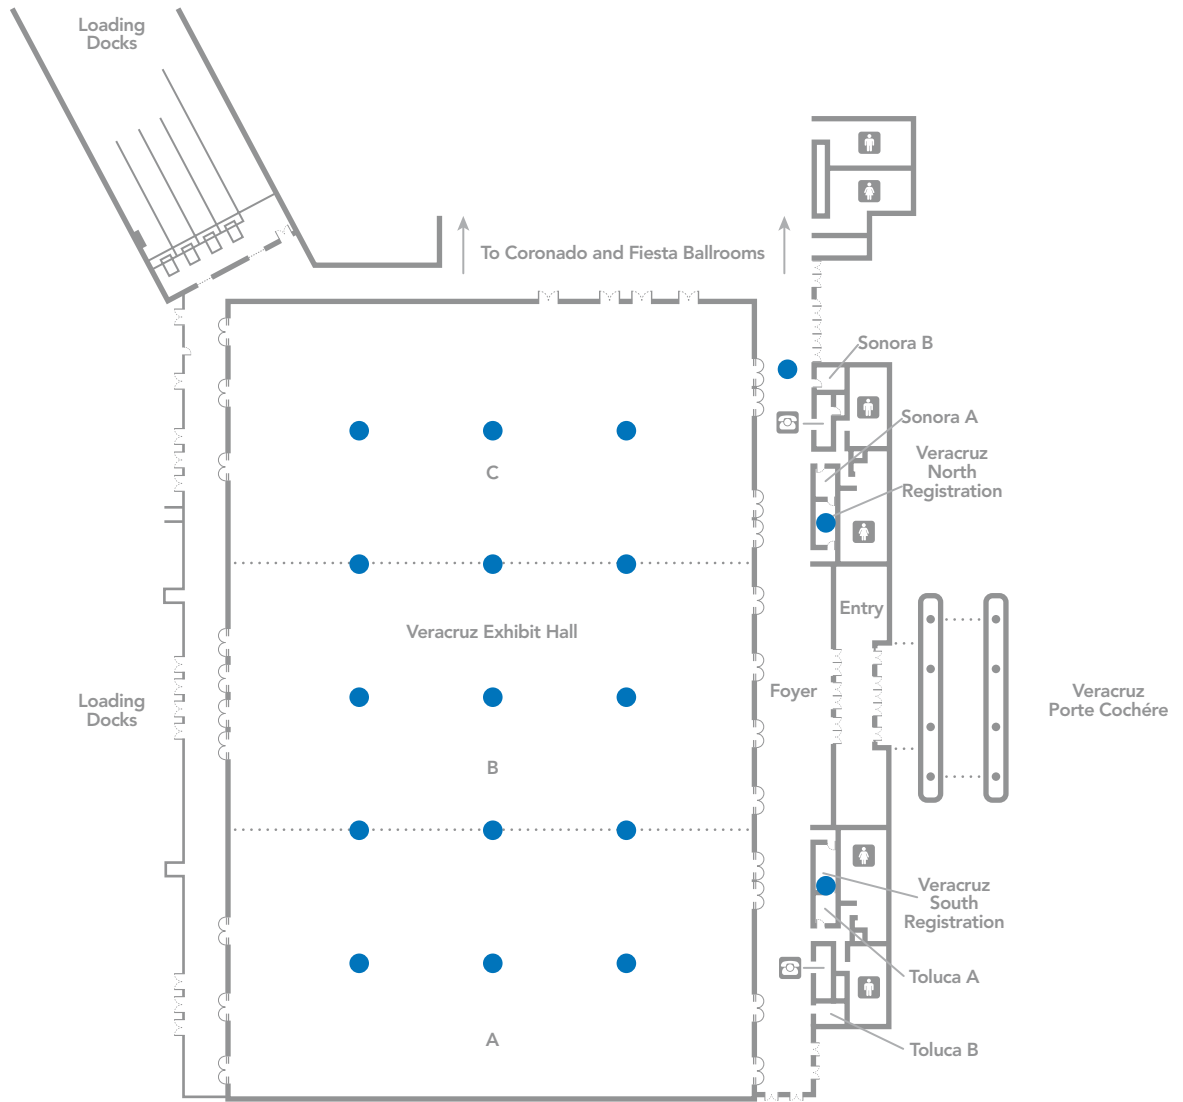 Loading
Docks
To Coronado and Fiesta Ballrooms
Sonora B
Sonora A
Veracruz
North
Registration
C
Veracruz Exhibit Hall
Entry
Foyer
Loading
Docks
Veracruz
Porte Cochére
B
Veracruz
South
Registration
Toluca A
A
Toluca B